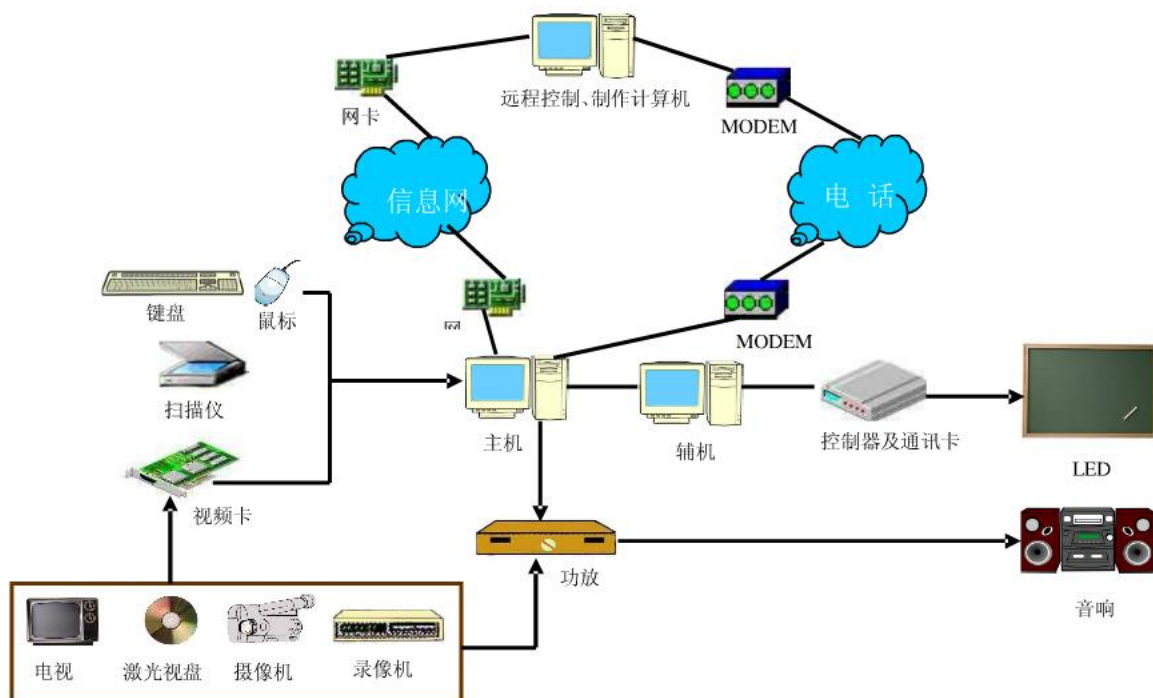 远程控制、制作计算机
网卡
MODEM
信息网
电 话
键盘
鼠标
MODEM
扫描仪
主机
辅机
控制器及通讯卡
LED
视频卡
功放
音响
电视
激光视盘
摄像机
录像机